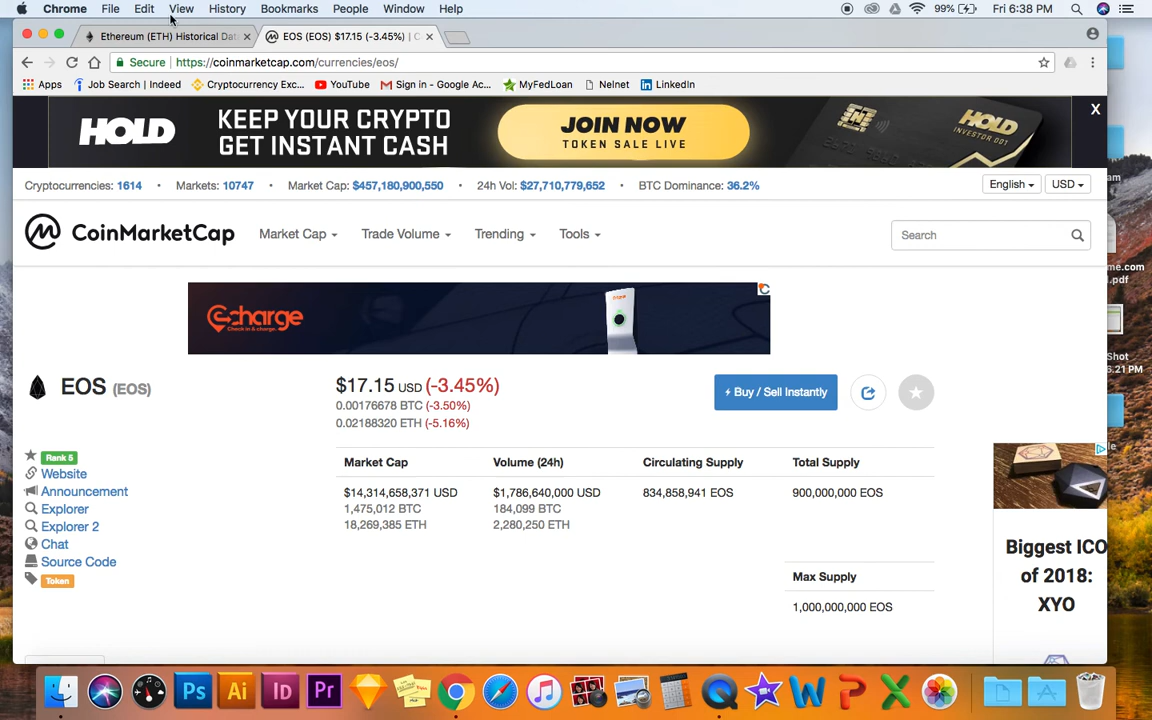 Chrome File Edit View History Bookmarks People Window Help 99% Fri 6:38 PM
Ethereum (ETH) Historical Dat EOS (EOS) $17.15 (-3.45%) | C
Secure https://coinmarketcap.com/currencies/eos/
Apps Job Search | Indeed Cryptocurrency Exc... YouTube Sign in - Google Ac... MyFedLoan Nelnet LinkedIn
HOLD KEEP YOUR CRYPTO GET INSTANT CASH JOIN NOW TOKEN SALE LIVE HOLD INVESTOR 001 X
Cryptocurrencies: 1614 • Markets: 10747 • Market Cap: $457,180,900,550 • 24h Vol: $27,710,779,652 • BTC Dominance: 36.2% English USD
CoinMarketCap Market Cap Trade Volume Trending Tools Search
charge
Check in & charge.
EOS (EOS) $17.15 USD (-3.45%) Buy / Sell Instantly
0.00176678 BTC (-3.50%)
0.02188320 ETH (-5.16%)
Rank 5
Website
Announcement
Explorer
Explorer 2
Chat
Source Code
Token
Market Cap Volume (24h) Circulating Supply Total Supply
$14,314,658,371 USD $1,786,640,000 USD 834,858,941 EOS 900,000,000 EOS
1,475,012 BTC 184,099 BTC
18,269,385 ETH 2,280,250 ETH
Max Supply
1,000,000,000 EOS
Biggest ICO
of 2018:
XYO
am
me.com
.pdf
Shot
6.21 PM
le
Ps Ai Id Pr